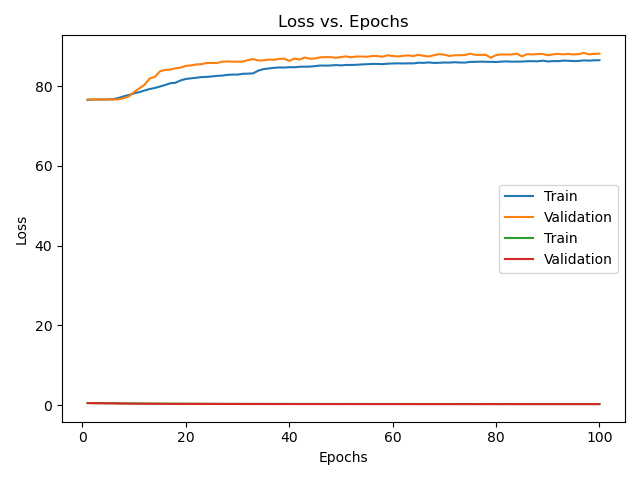 Loss vs. Epochs
Loss
80
60
40
20
0
Train
Validation
Train
Validation
0 20 40 60 80 100
Epochs